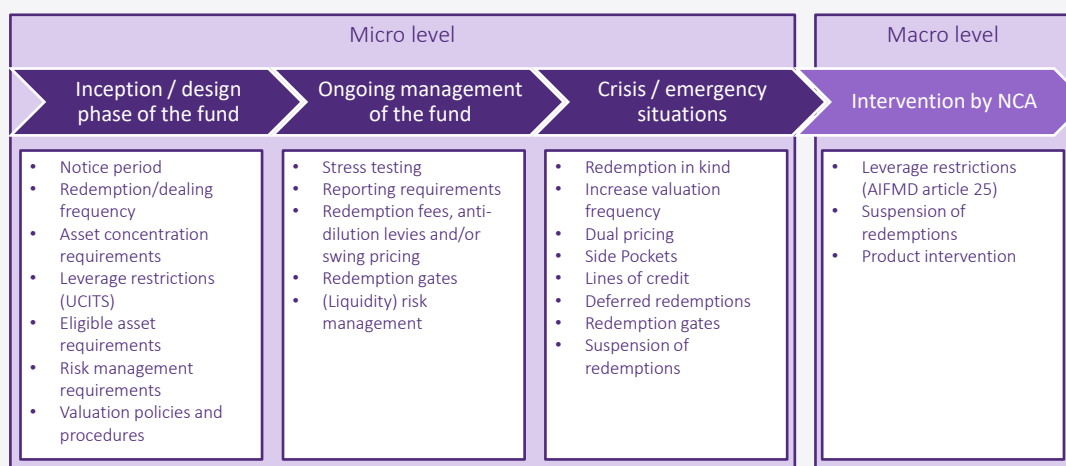 Micro level
Macro level
Inception / design
phase of the fund
Ongoing management
of the fund
Crisis / emergency
situations
Intervention by NCA
• Notice period
• Redemption/dealing
frequency
• Asset concentration
requirements
• Leverage restrictions
(UCITS)
• Eligible asset
requirements
• Risk management
requirements
• Valuation policies and
procedures
• Stress testing
• Reporting requirements
• Redemption fees, anti-
dilution levies and/or
swing pricing
• Redemption gates
• (Liquidity) risk
management
• Redemption in kind
• Increase valuation
frequency
• Dual pricing
• Side Pockets
• Lines of credit
• Deferred redemptions
• Redemption gates
• Suspension of
redemptions
• Leverage restrictions
(AIFMD article 25)
• Suspension of
redemptions
• Product intervention